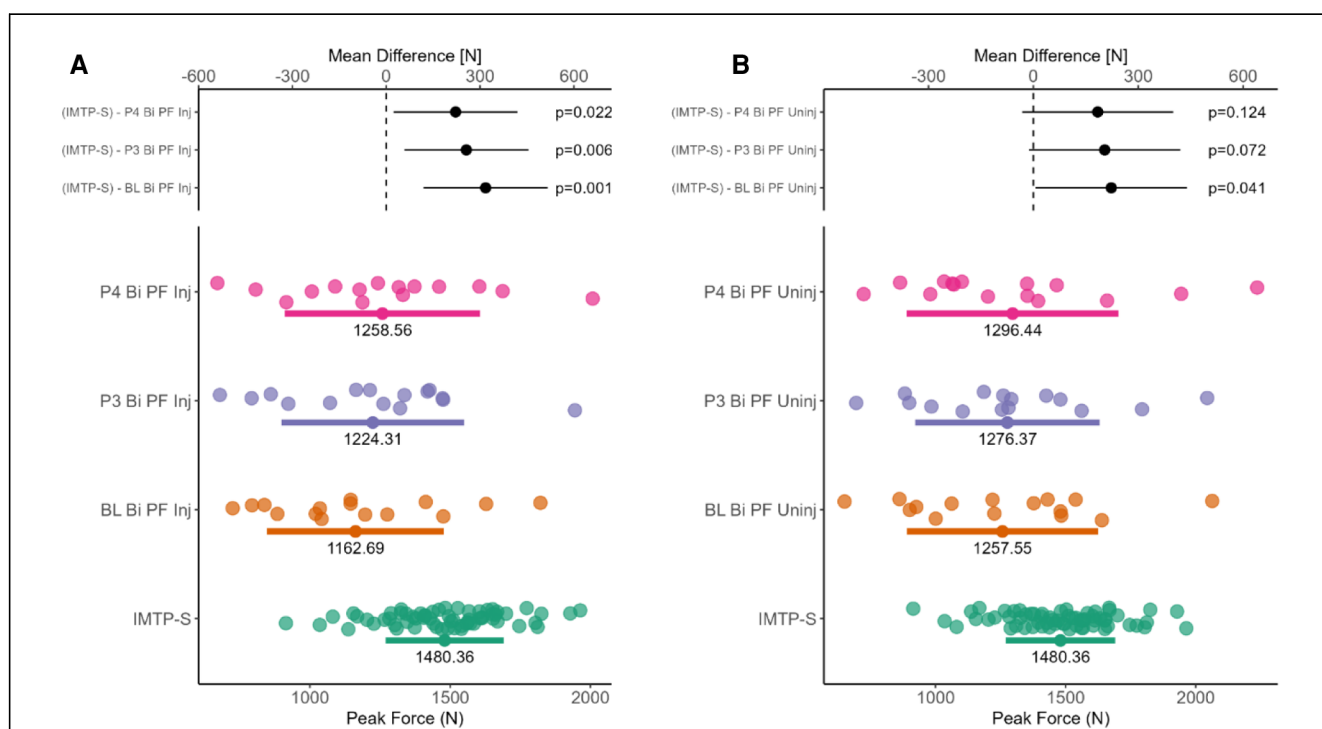 A
Mean Difference [N]
-600 -300 0 300 600
(IMTP-S) - P4 Bi PF Inj p=0.022
(IMTP-S) - P3 Bi PF Inj p=0.006
(IMTP-S) - BL Bi PF Inj p=0.001
P4 Bi PF Inj
1258.56
P3 Bi PF Inj
1224.31
BL Bi PF Inj
1162.69
IMTP-S
1480.36
1000 1500 2000
Peak Force (N)
B
Mean Difference [N]
-300 0 300 600
(IMTP-S) - P4 Bi PF Uninj p=0.124
(IMTP-S) - P3 Bi PF Uninj p=0.072
(IMTP-S) - BL Bi PF Uninj p=0.041
P4 Bi PF Uninj
1296.44
P3 Bi PF Uninj
1276.37
BL Bi PF Uninj
1257.55
IMTP-S
1480.36
1000 1500 2000
Peak Force (N)